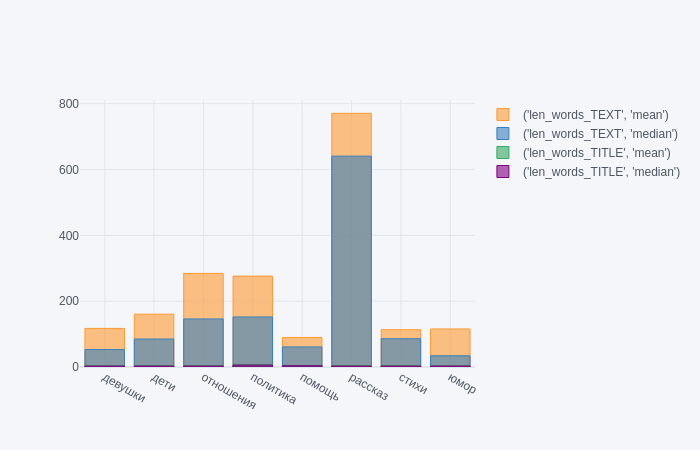 800
600
400
200
0
девушки
дети
отношения
политика
помощь
рассказ
стихи
юмор
('len_words_TEXT', 'mean')
('len_words_TEXT', 'median')
('len_words_TITLE', 'mean')
('len_words_TITLE', 'median')